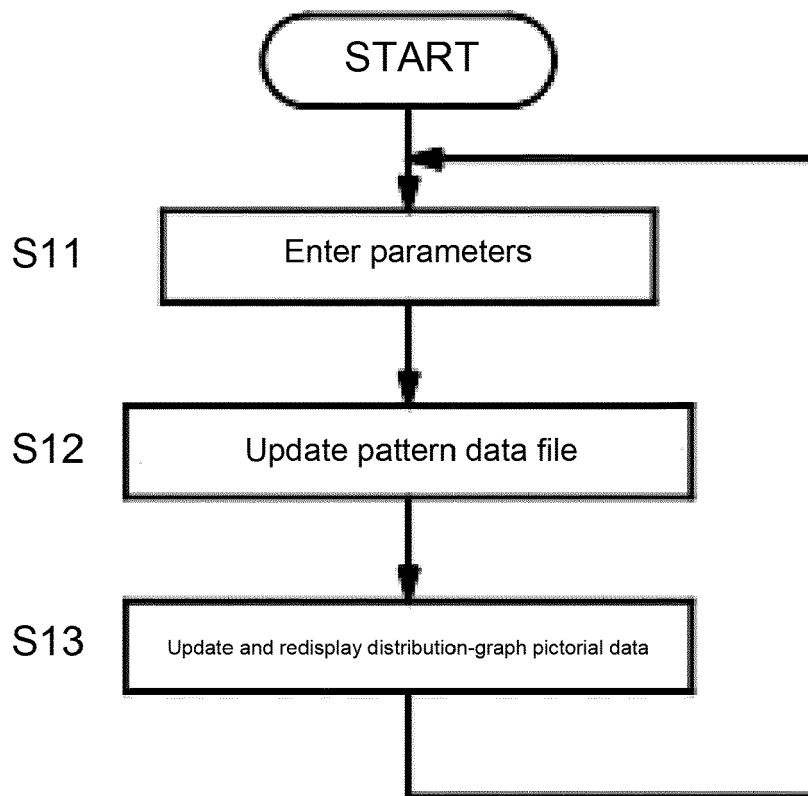 START
S11
Enter parameters
S12
Update pattern data file
S13
Update and redisplay distribution-graph pictorial data